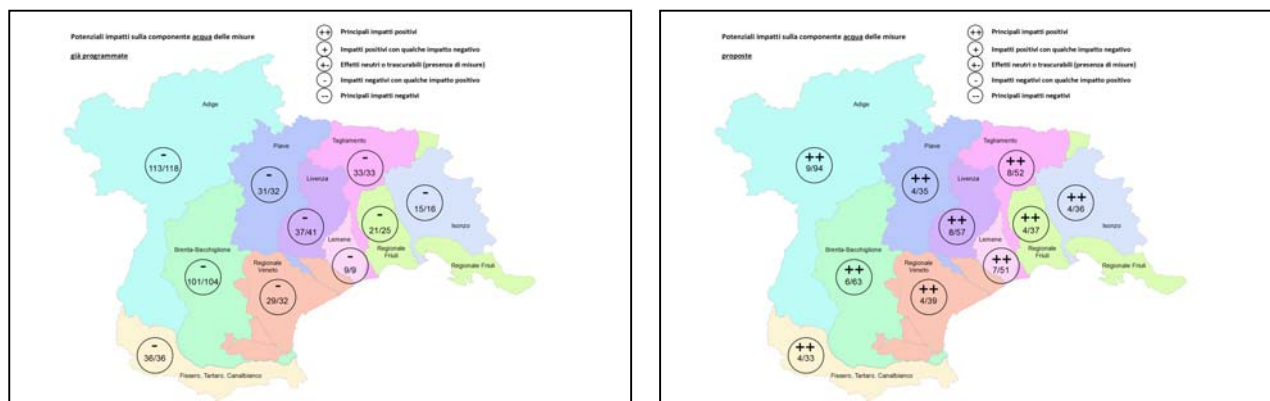 Potenziali impatti sulla componente acqua delle misure
già programmate
++ Principali impatti positivi
+ Impatti positivi con qualche impatto negativo
+- Effetti neutri o trascurabili (presenza di misure)
- Impatti negativi con qualche impatto positivo
-- Principali impatti negativi
Adige
-
113/118
Piave
-
31/32
Tagliamento
-
33/33
Livenza
-
37/41
-
15/16
Isonzo
-
21/25
Regionale
Friuli
Lemene
-
9/9
Brenta-Bacchiglione
-
101/104
Regionale
Veneto
-
29/32
Regionale Friuli
-
36/36
Fissero, Tartaro, Canalbianco
Potenziali impatti sulla componente acqua delle misure
proposte
++ Principali impatti positivi
+ Impatti positivi con qualche impatto negativo
+- Effetti neutri o trascurabili (presenza di misure)
- Impatti negativi con qualche impatto positivo
-- Principali impatti negativi
Adige
++
9/94
Piave
++
4/35
Tagliamento
++
8/52
Livenza
++
8/57
++
4/36
Isonzo
++
4/37
Regionale
Friuli
Lemene
++
7/51
Brenta-Bacchiglione
++
6/63
Regionale
Veneto
++
4/39
Regionale Friuli
++
4/33
Fissero, Tartaro, Canalbianco